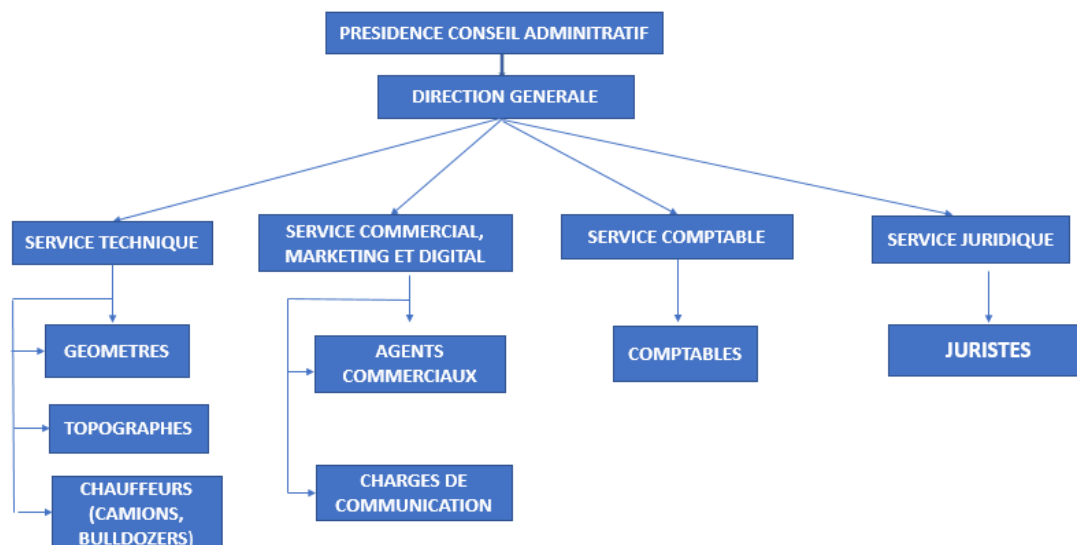 PRESIDENCE CONSEIL ADMINITRATIF
DIRECTION GENERALE
SERVICE TECHNIQUE
SERVICE COMMERCIAL,
MARKETING ET DIGITAL
SERVICE COMPTABLE
SERVICE JURIDIQUE
GEOMETRES
AGENTS
COMMERCIAUX
COMPTABLES
JURISTES
TOPOGRAPHES
CHAUFFEURS
(CAMIONS,
BULLDOZERS)
CHARGES DE
COMMUNICATION